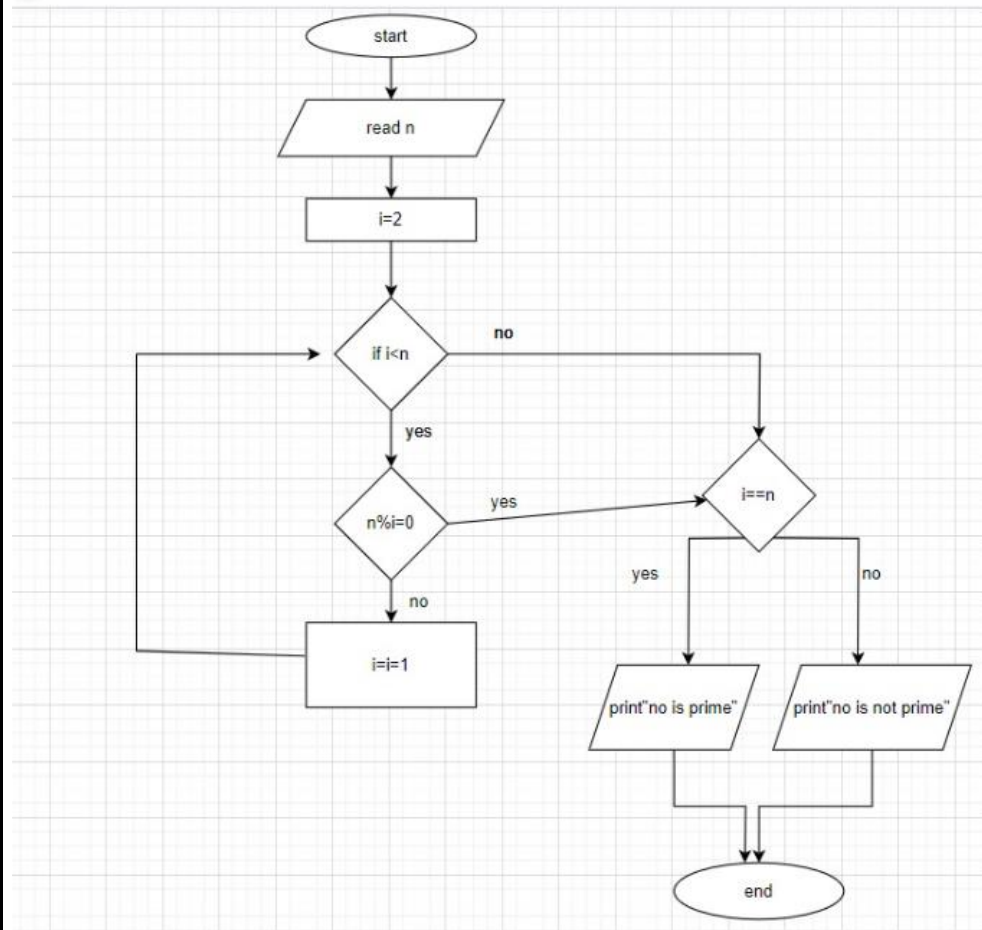 start
read n
i=2
if i<n
no
yes
n%i=0
yes
no
i=i=1
i==n
yes
no
print"no is prime"
print"no is not prime"
end